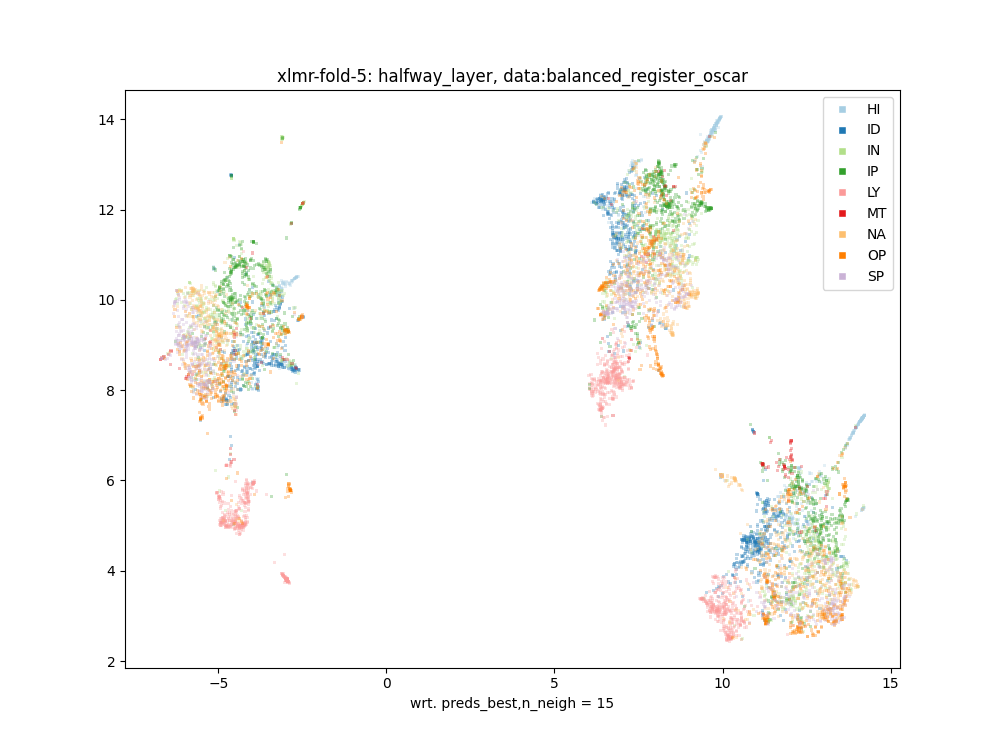 xlmr-fold-5: halfway_layer, data:balanced_register_oscar
14
12
10
8
6
4
2
HI
ID
IN
IP
LY
MT
NA
OP
SP
−5
0
5
10
15
wrt. preds_best,n_neigh = 15